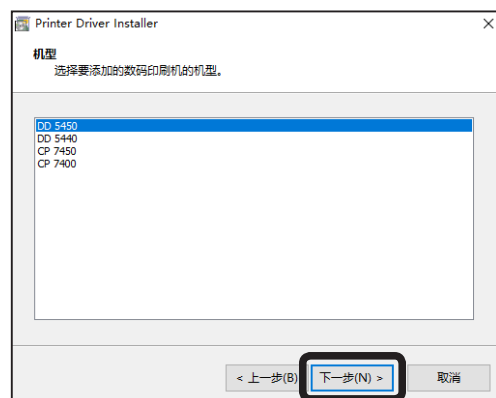 Printer Driver Installer
机型
选择要添加的数码印刷机的机型。
DD 5450
DD 5440
CP 7450
CP 7400
< 上一步(B) 下一步(N) > 取消